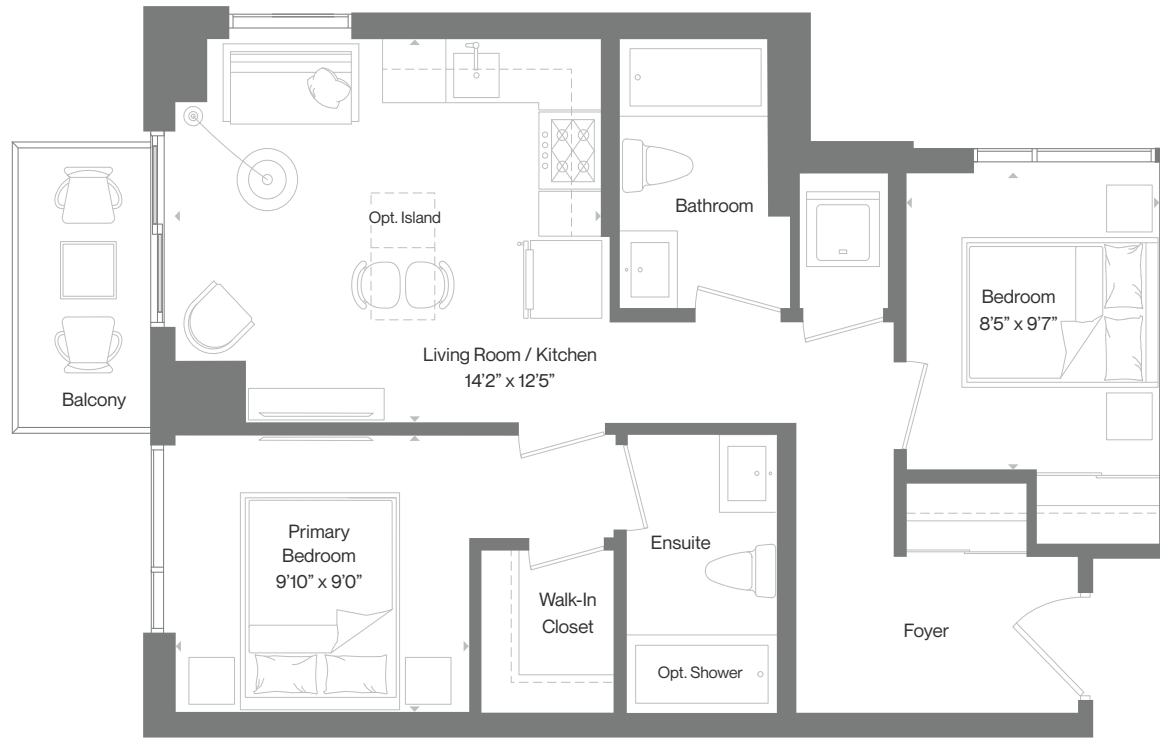 Opt. Island
Bathroom
Bedroom
8’5” x 9’7”
Living Room / Kitchen
14’2” x 12’5”
Balcony
Primary
Bedroom
9’10” x 9’0”
Ensuite
Walk-In
Closet
Foyer
Opt. Shower